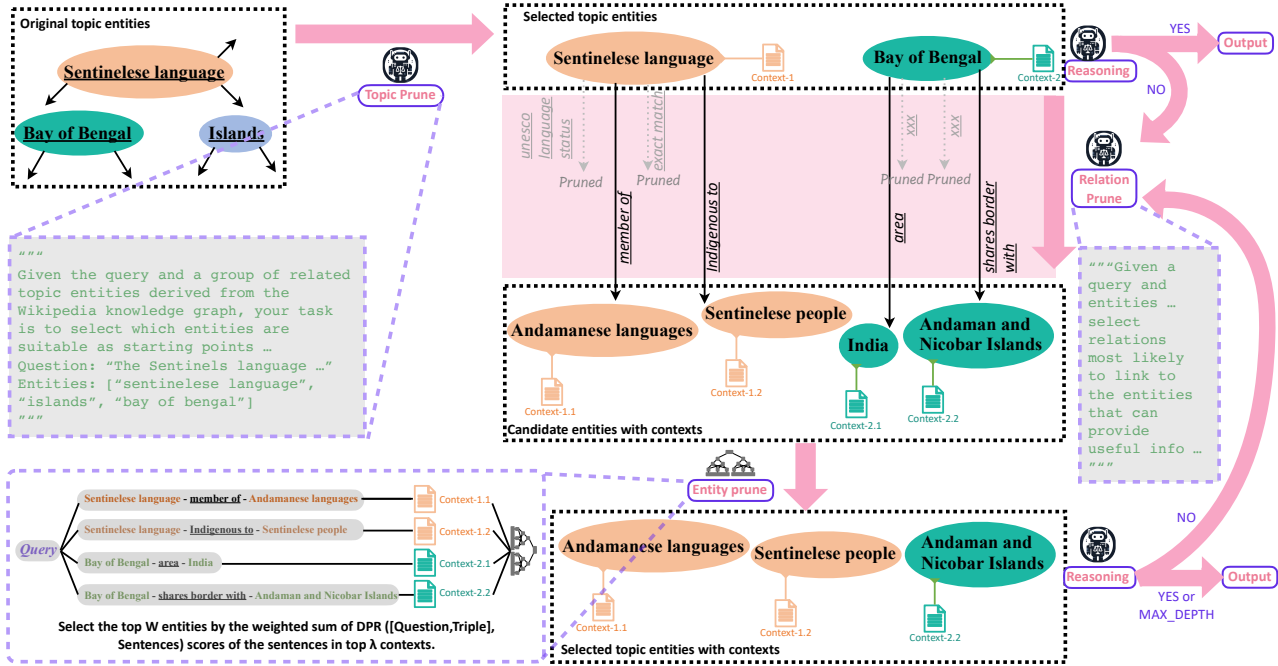 Original topic entities
Sentinelese language
Bay of Bengal
Islands
Topic Prune
Selected topic entities
Sentinelese language
Context-1
Bay of Bengal
Context-2
Reasoning
YES
Output
NO
unesco
language
status
exact match
Pruned
Pruned
member of
Indigenous to
xxx
xxx
Pruned
Pruned
area
shares border
with
Relation
Prune
"""
Given the query and a group of related
topic entities derived from the
Wikipedia knowledge graph, your task
is to select which entities are
suitable as starting points …
Question: "The Sentinels language …"
Entities: ["sentinelese language",
"islands", "bay of bengal"]
"""
Andamanese languages
Sentinelese people
India
Andaman and
Nicobar Islands
Context-1.1
Context-1.2
Context-2.1
Context-2.2
Candidate entities with contexts
"""Given a
query and
entities …
select
relations
most likely
to link to
the entities
that can
provide
useful info …
"""
Entity prune
Query
Sentinelese language - member of - Andamanese languages
Context-1.1
Sentinelese language - Indigenous to - Sentinelese people
Context-1.2
Bay of Bengal - area - India
Context-2.1
Bay of Bengal - shares border with - Andaman and Nicobar Islands
Context-2.2
Select the top W entities by the weighted sum of DPR ([Question,Triple],
Sentences) scores of the sentences in top λ contexts.
Andamanese languages
Sentinelese people
Andaman and
Nicobar Islands
Context-1.1
Context-1.2
Context-2.2
Selected topic entities with contexts
Reasoning
NO
YES or
MAX_DEPTH
Output